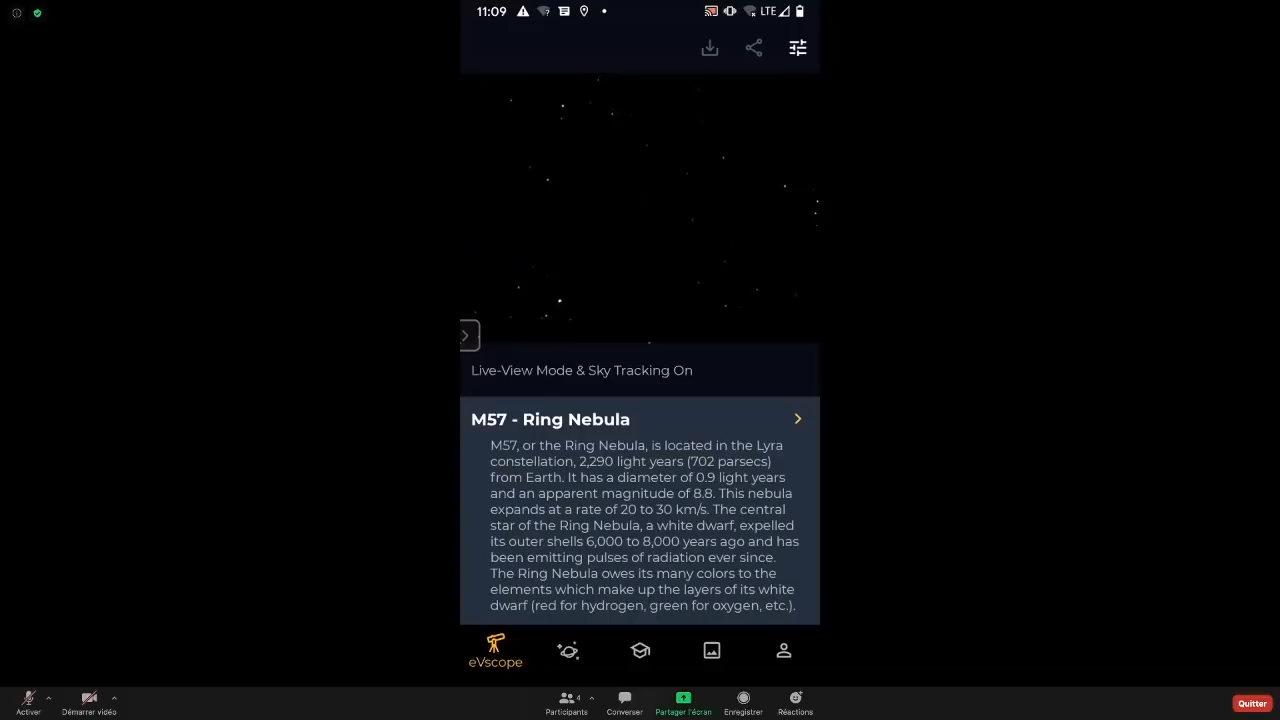 11:09 LTE
Live-View Mode & Sky Tracking On
M57 - Ring Nebula
M57, or the Ring Nebula, is located in the Lyra
constellation, 2,290 light years (702 parsecs)
from Earth. It has a diameter of 0.9 light years
and an apparent magnitude of 8.8. This nebula
expands at a rate of 20 to 30 km/s. The central
star of the Ring Nebula, a white dwarf, expelled
its outer shells 6,000 to 8,000 years ago and has
been emitting pulses of radiation ever since.
The Ring Nebula owes its many colors to the
elements which make up the layers of its white
dwarf (red for hydrogen, green for oxygen, etc.).
eVscope
4
Activer Démarrer vidéo Participants Converser Partager l'écran Enregistrer Réactions Quitter